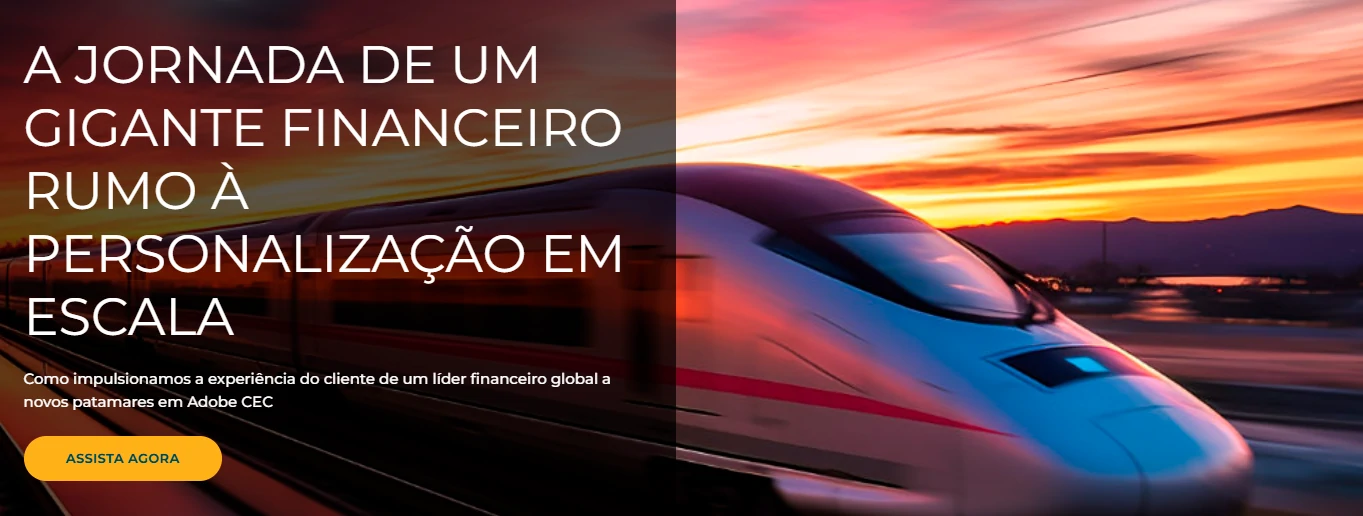 A JORNADA DE UM
GIGANTE FINANCEIRO
RUMO À
PERSONALIZAÇÃO EM
ESCALA
Como impulsionamos a experiência do cliente de um líder financeiro global a
novos patamares em Adobe CEC
ASSISTA AGORA